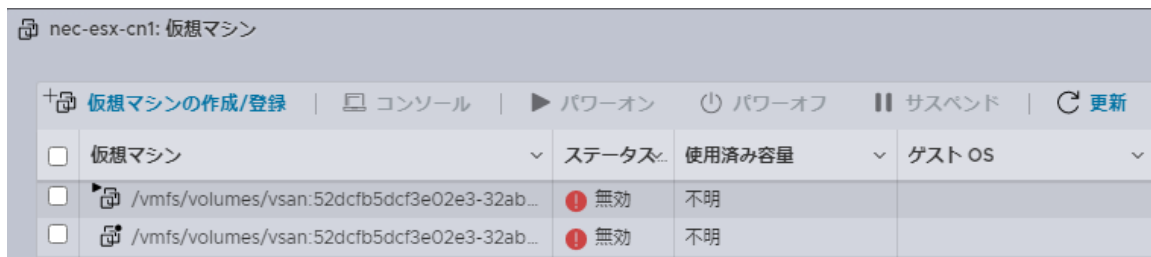 nec-esx-cn1: 仮想マシン
仮想マシンの作成/登録 | コンソール | パワーオン パワーオフ サスペンド | 更新
仮想マシン ステータス... 使用済み容量 ゲスト OS
/vmfs/volumes/vsan:52dcfb5dcf3e02e3-32ab... 無効 不明
/vmfs/volumes/vsan:52dcfb5dcf3e02e3-32ab... 無効 不明